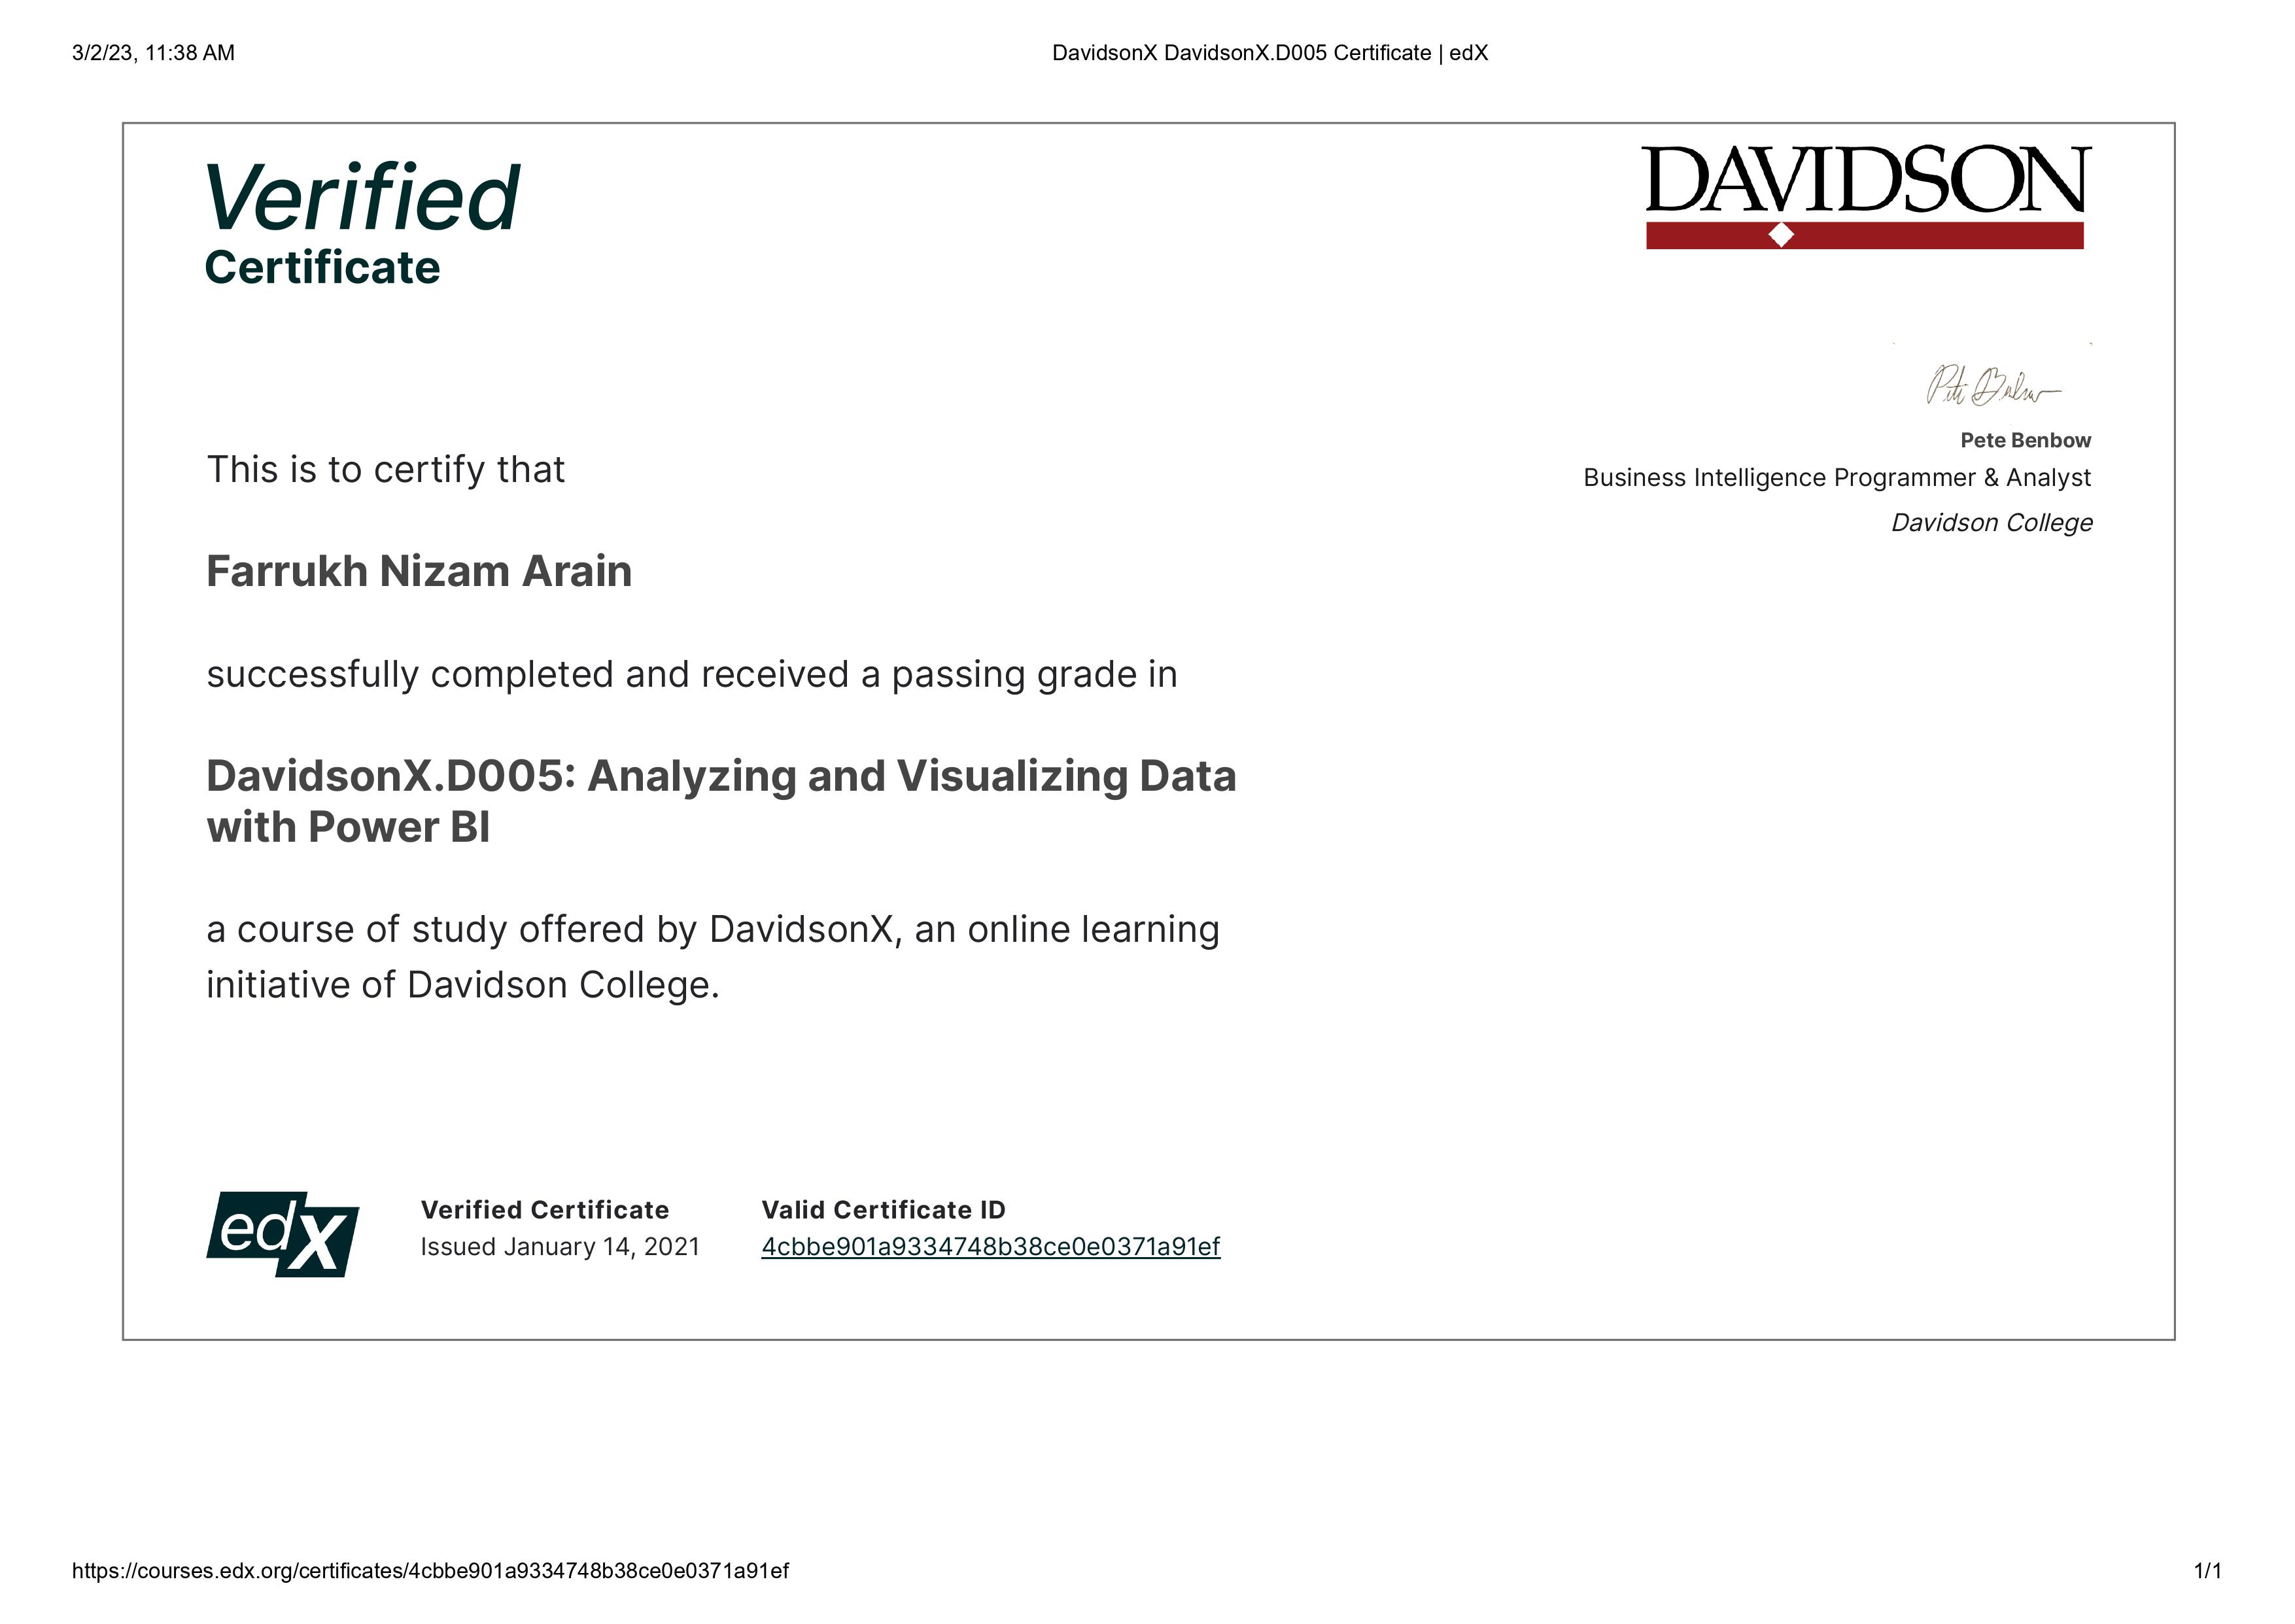 3/2/23, 11:38 AM
DavidsonX DavidsonX.D005 Certificate | edX
Verified
Certificate
DAVIDSON
Pete Benbow
Business Intelligence Programmer & Analyst
Davidson College
This is to certify that
Farrukh Nizam Arain
successfully completed and received a passing grade in
DavidsonX.D005: Analyzing and Visualizing Data
with Power BI
a course of study offered by DavidsonX, an online learning
initiative of Davidson College.
edX
Verified Certificate
Issued January 14, 2021
Valid Certificate ID
4cbbe901a9334748b38ce0e0371a91ef
https://courses.edx.org/certificates/4cbbe901a9334748b38ce0e0371a91ef
1/1